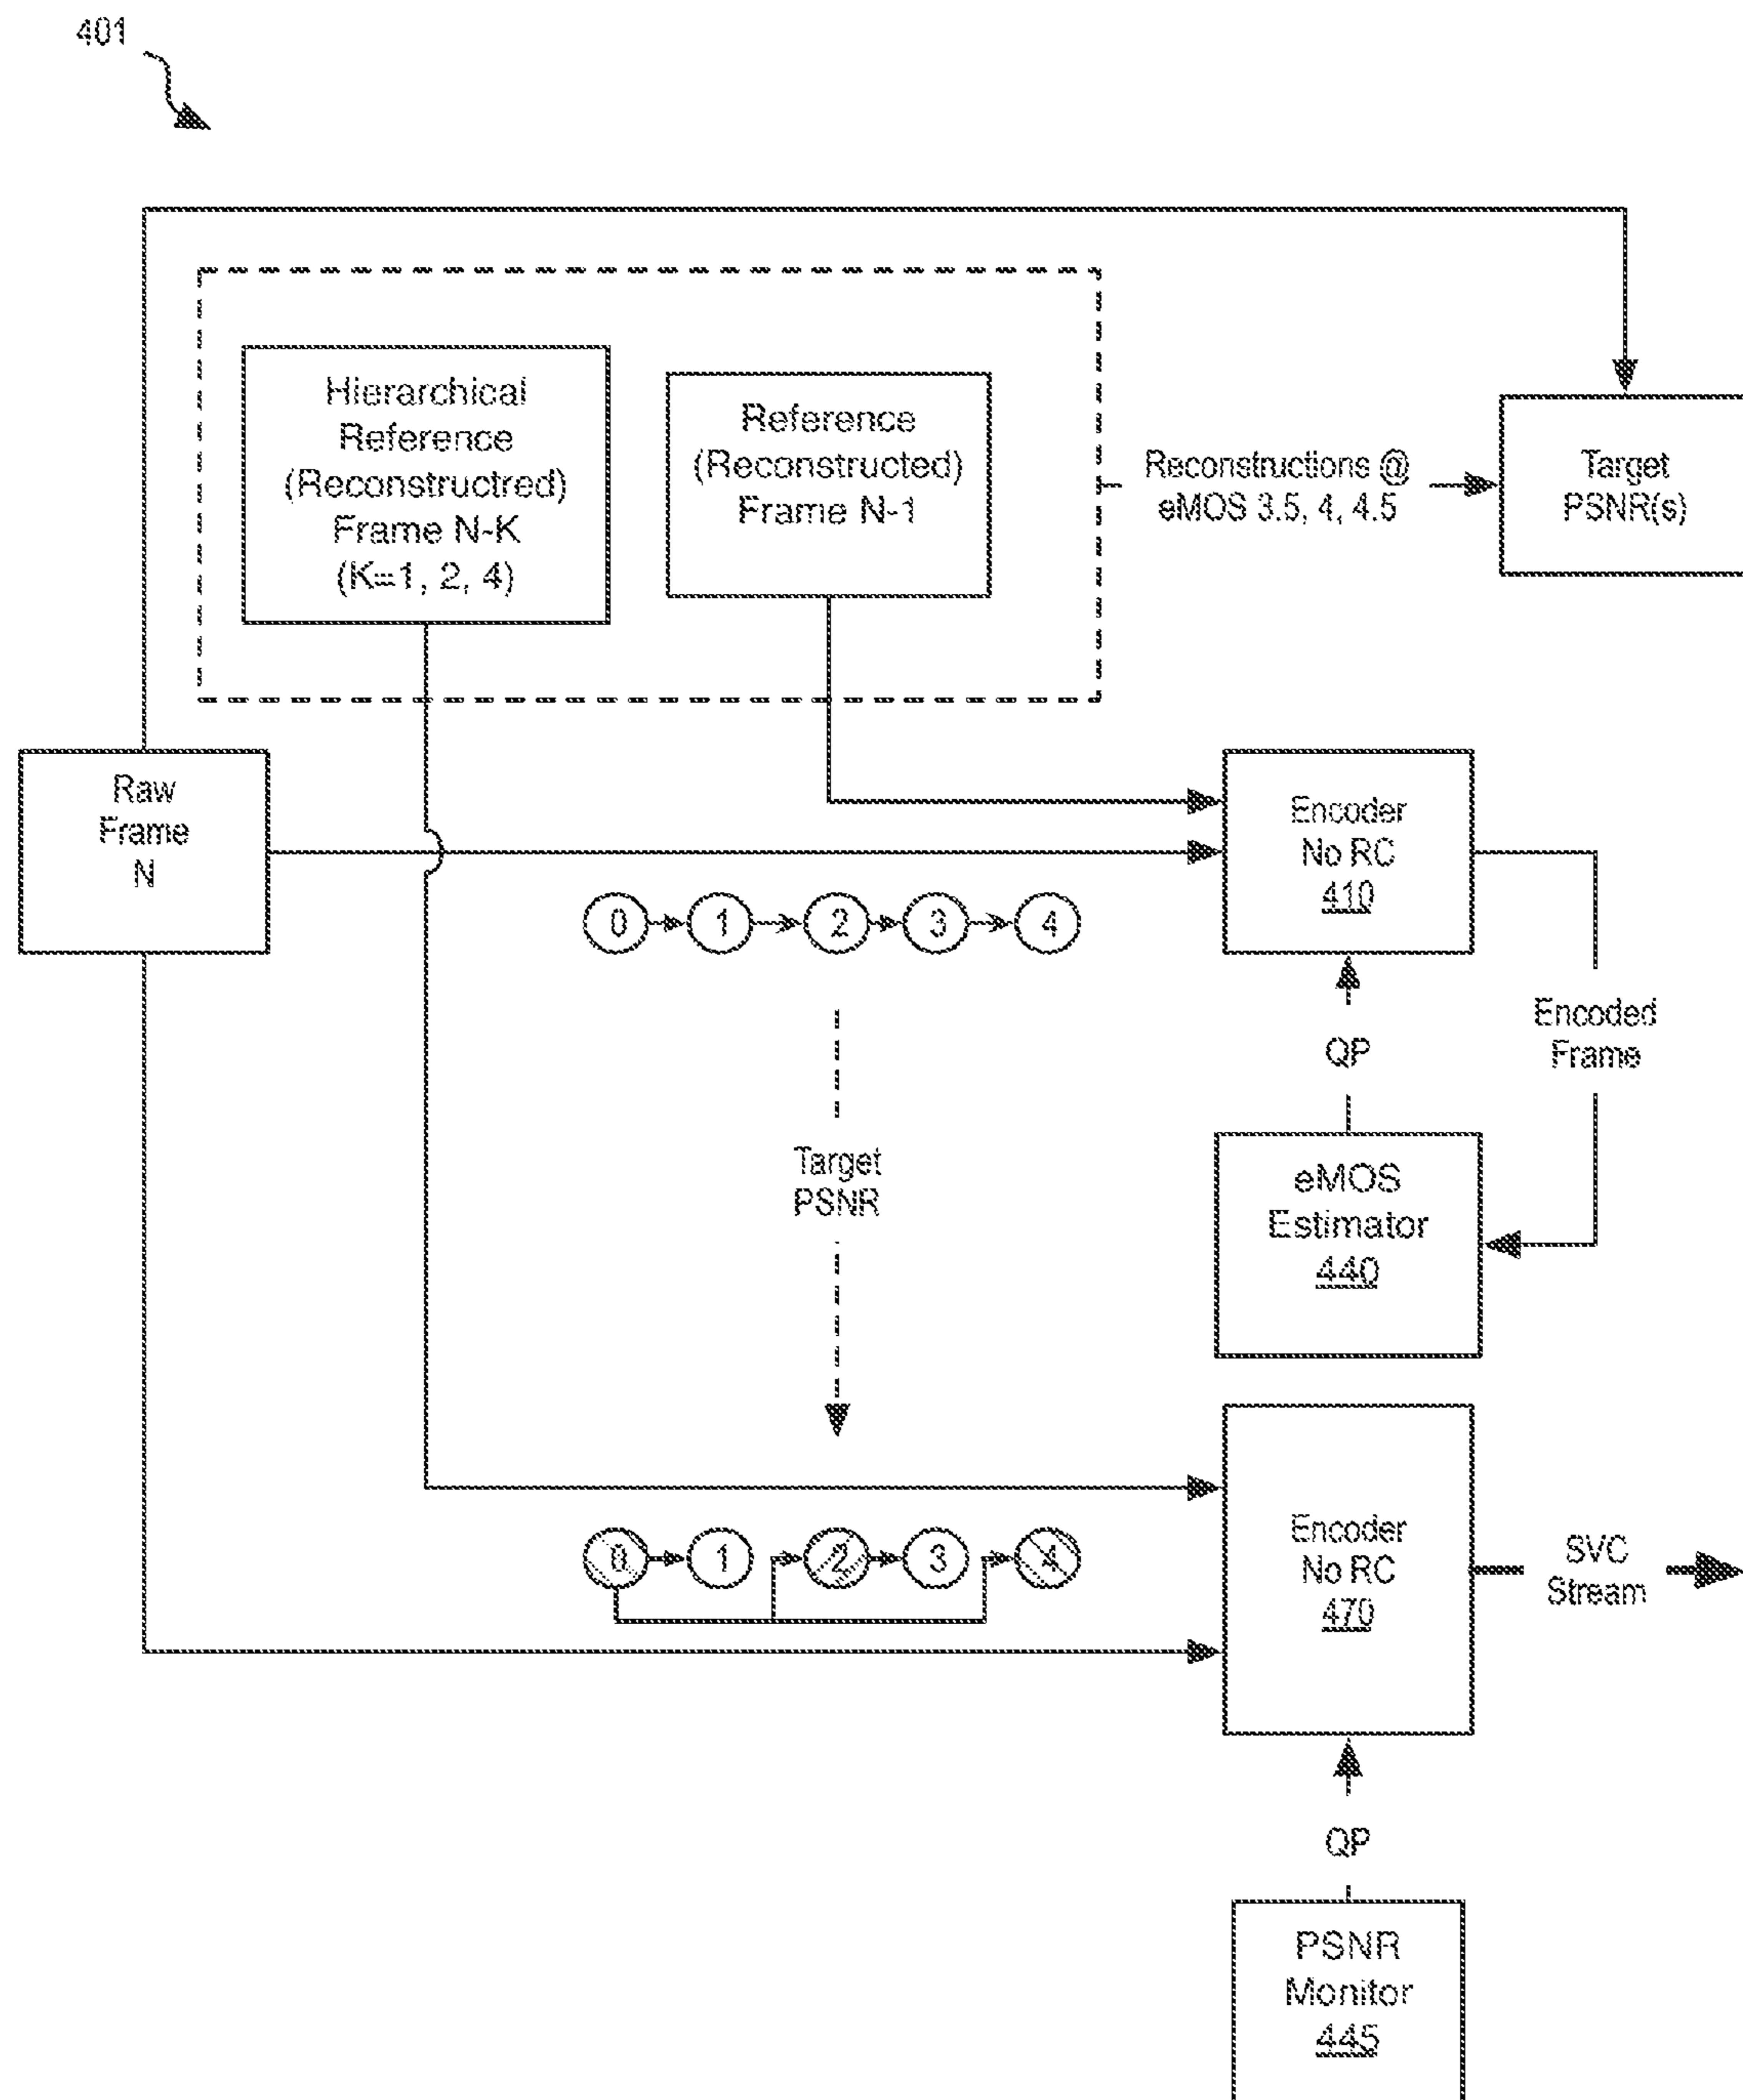 401
Hierarchical
Reference
(Reconstructred)
Frame N-K
(K=1, 2, 4)
Reference
(Reconstructed)
Frame N-1
Reconstructions @
eMOS 3.5, 4, 4.5
Target
PSNR(s)
Raw
Frame
N
Encoder
No RC
410
0 1 2 3 4
QP
Encoded
Frame
Target
PSNR
eMOS
Estimator
440
0 1 2 3 4
Encoder
No RC
470
SVC
Stream
QP
PSNR
Monitor
445